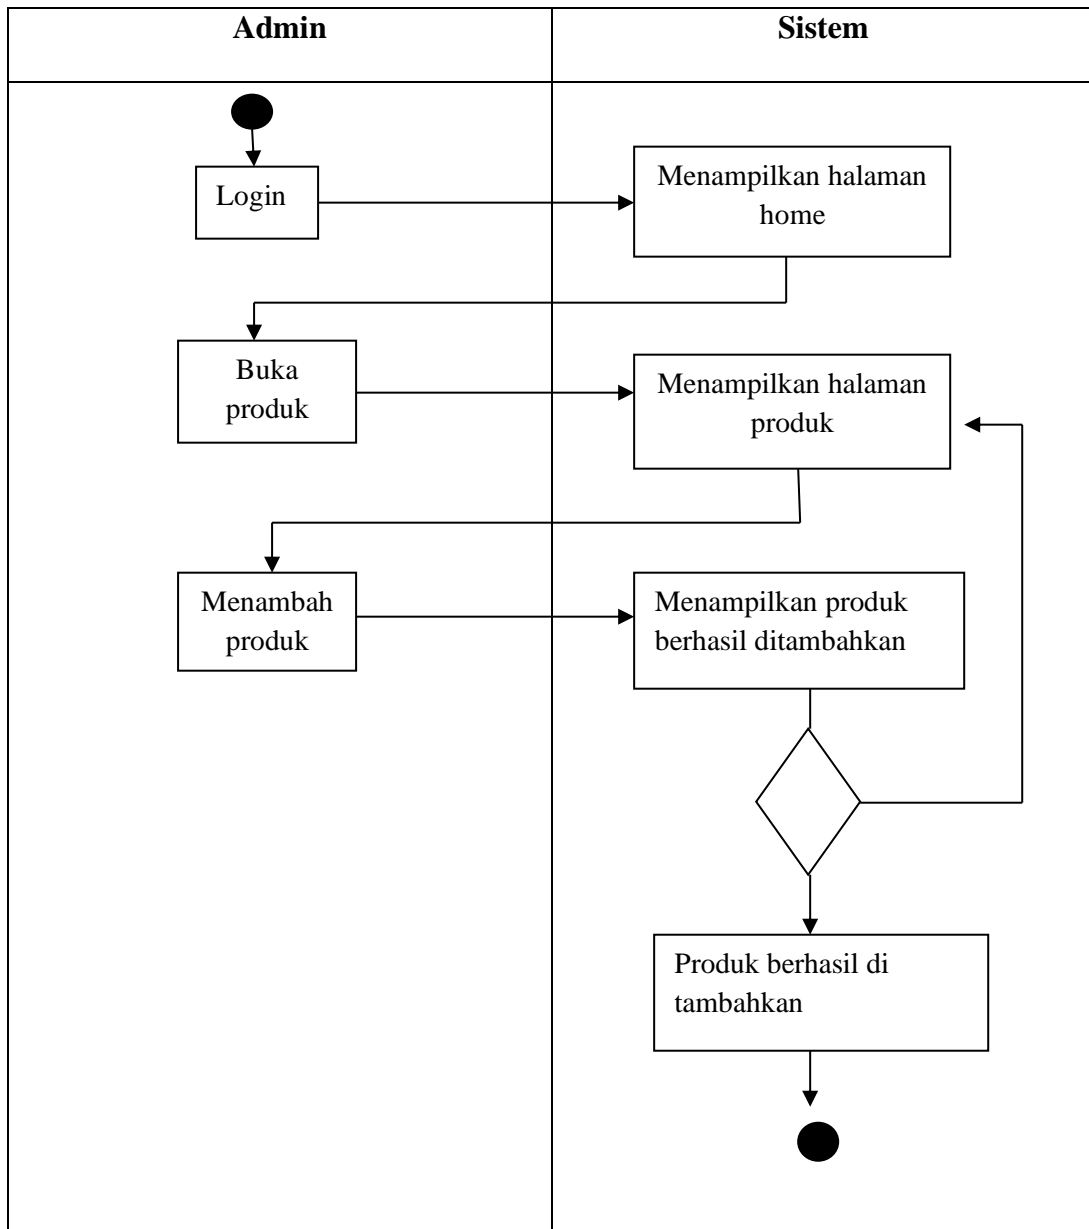 Admin
Sistem
Login
Menampilkan halaman
home
Buka
produk
Menampilkan halaman
produk
Menambah
produk
Menampilkan produk
berhasil ditambahkan
Produk berhasil di
tambahkan